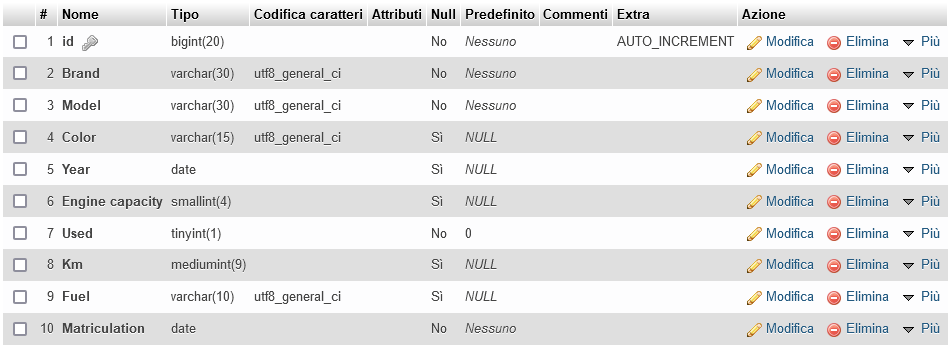 # Nome Tipo Codifica caratteri Attributi Null Predefinito Commenti Extra Azione
1 id bigint(20) No Nessuno AUTO_INCREMENT Modifica Elimina Più
2 Brand varchar(30) utf8_general_ci No Nessuno Modifica Elimina Più
3 Model varchar(30) utf8_general_ci No Nessuno Modifica Elimina Più
4 Color varchar(15) utf8_general_ci Sì NULL Modifica Elimina Più
5 Year date Sì NULL Modifica Elimina Più
6 Engine capacity smallint(4) Sì NULL Modifica Elimina Più
7 Used tinyint(1) No 0 Modifica Elimina Più
8 Km mediumint(9) Sì NULL Modifica Elimina Più
9 Fuel varchar(10) utf8_general_ci Sì NULL Modifica Elimina Più
10 Matriculation date No Nessuno Modifica Elimina Più